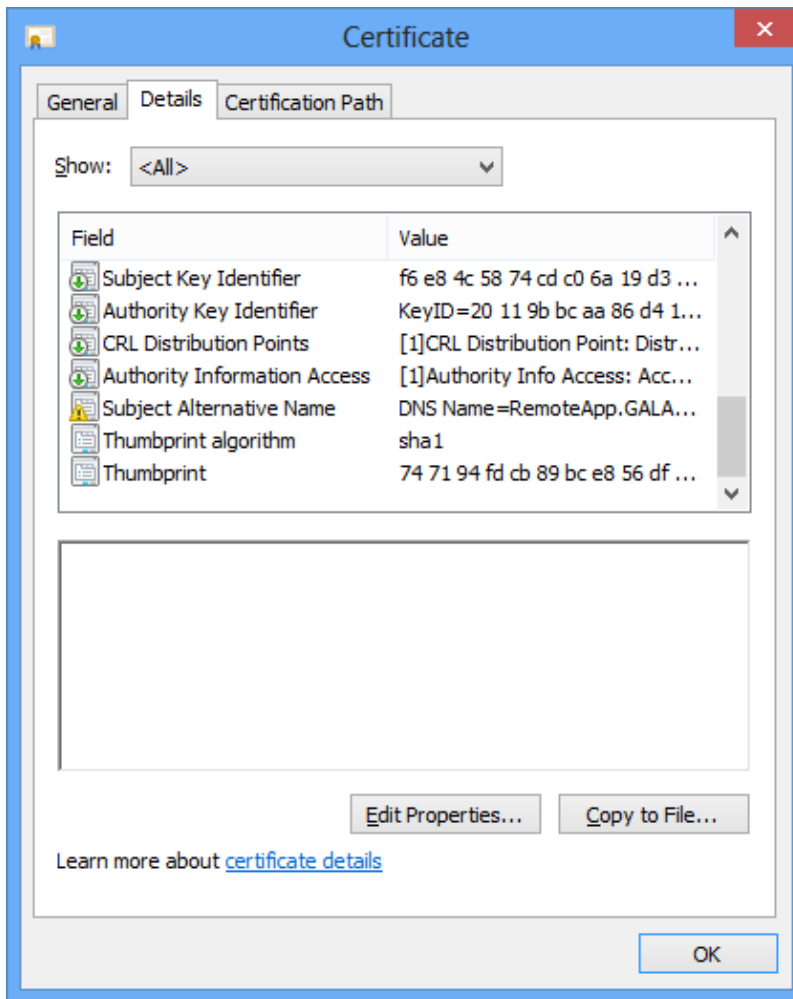 Certificate
General Details Certification Path
Show: <All>
Field Value
Subject Key Identifier f6 e8 4c 58 74 cd c0 6a 19 d3 ...
Authority Key Identifier KeyID=20 11 9b bc aa 86 d4 1...
CRL Distribution Points [1]CRL Distribution Point: Distr...
Authority Information Access [1]Authority Info Access: Acc...
Subject Alternative Name DNS Name=RemoteApp.GALA...
Thumbprint algorithm sha1
Thumbprint 74 71 94 fd cb 89 bc e8 56 df ...
Edit Properties... Copy to File...
Learn more about certificate details
OK